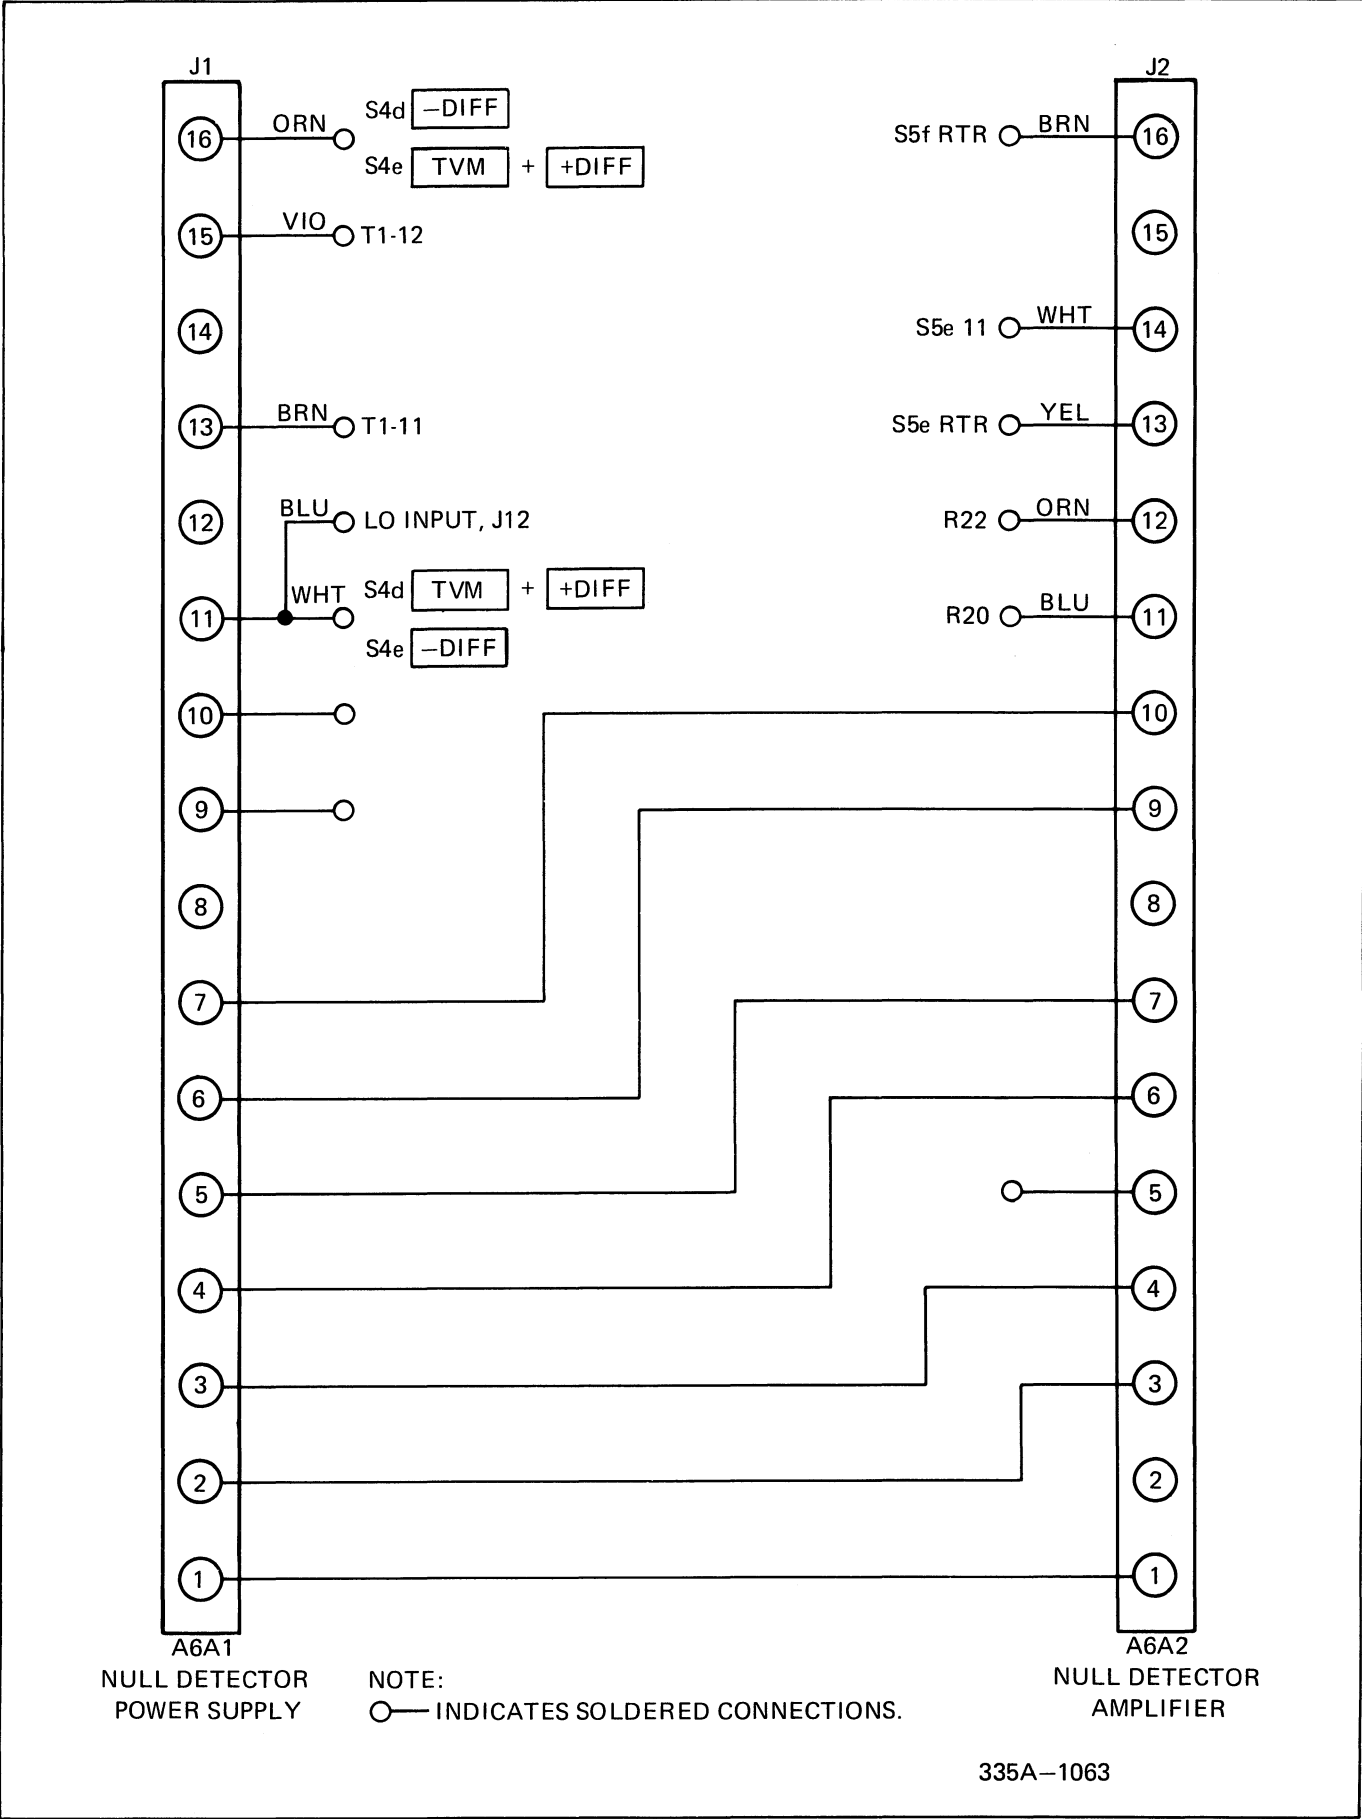 J1
J2
16 ORN S4d −DIFF
S4e TVM + +DIFF
S5f RTR BRN 16
15 VIO T1-12
15
14
S5e 11 WHT 14
13 BRN T1-11
S5e RTR YEL 13
12 BLU LO INPUT, J12
R22 ORN 12
11 WHT S4d TVM + +DIFF
S4e −DIFF
R20 BLU 11
10
10
9
9
8
8
7
7
6
6
5
5
4
4
3
3
2
2
1
1
A6A1
NULL DETECTOR
POWER SUPPLY
NOTE:
INDICATES SOLDERED CONNECTIONS.
A6A2
NULL DETECTOR
AMPLIFIER
335A−1063